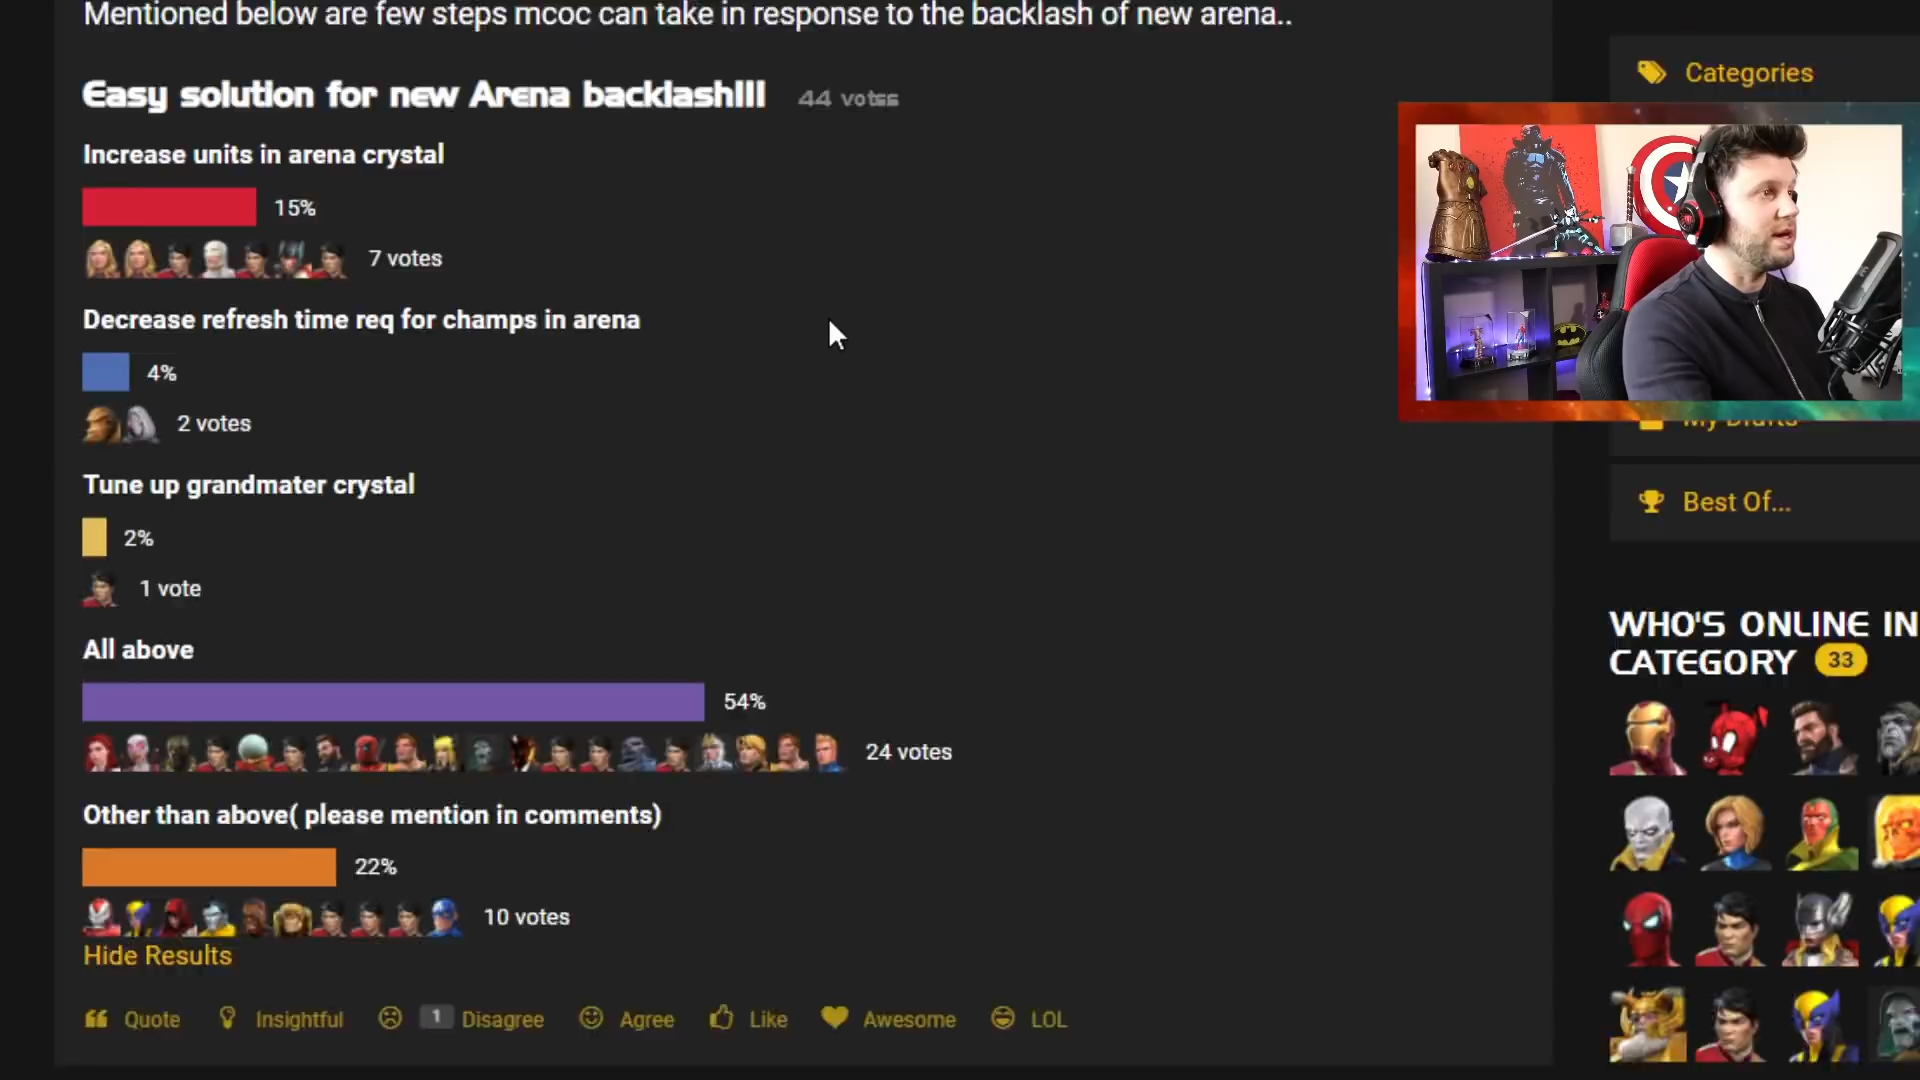 Mentioned below are few steps mcoc can take in response to the backlash of new arena..
Easy solution for new Arena backlash!!! 44 votes
Increase units in arena crystal
15%
7 votes
Decrease refresh time req for champs in arena
4%
2 votes
Tune up grandmater crystal
2%
1 vote
All above
54%
24 votes
Other than above( please mention in comments)
22%
10 votes
Hide Results
Quote Insightful 1 Disagree Agree Like Awesome LOL
Categories
My Drafts
Best Of...
WHO'S ONLINE IN
CATEGORY 33